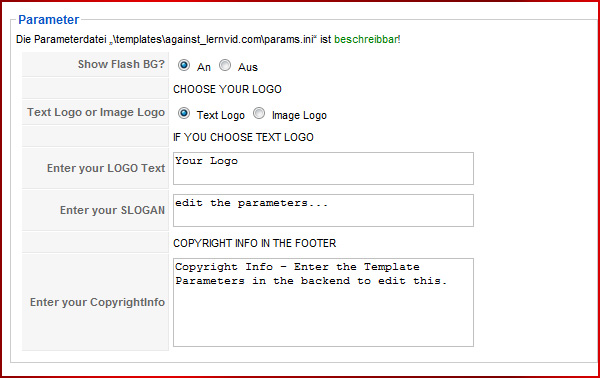 Parameter
Die Parameterdatei „\templates\against_lernvid.com\params.ini“ ist beschreibbar!
Show Flash BG? An Aus
CHOOSE YOUR LOGO
Text Logo or Image Logo Text Logo Image Logo
IF YOU CHOOSE TEXT LOGO
Enter your LOGO Text Your Logo
Enter your SLOGAN edit the parameters...
COPYRIGHT INFO IN THE FOOTER
Copyright Info - Enter the Template
Parameters in the backend to edit this.
Enter your CopyrightInfo